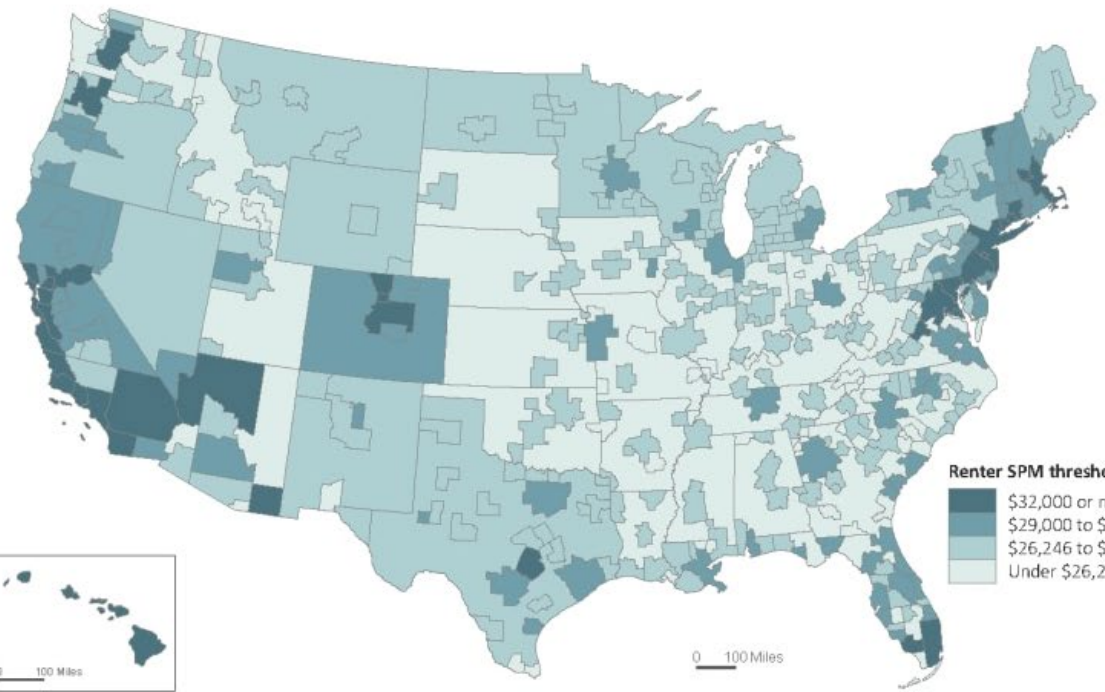 Renter SPM thresho
$32,000 or
$29,000 to $
$26,246 to $
Under $26,2
0 100 Miles
100 Miles